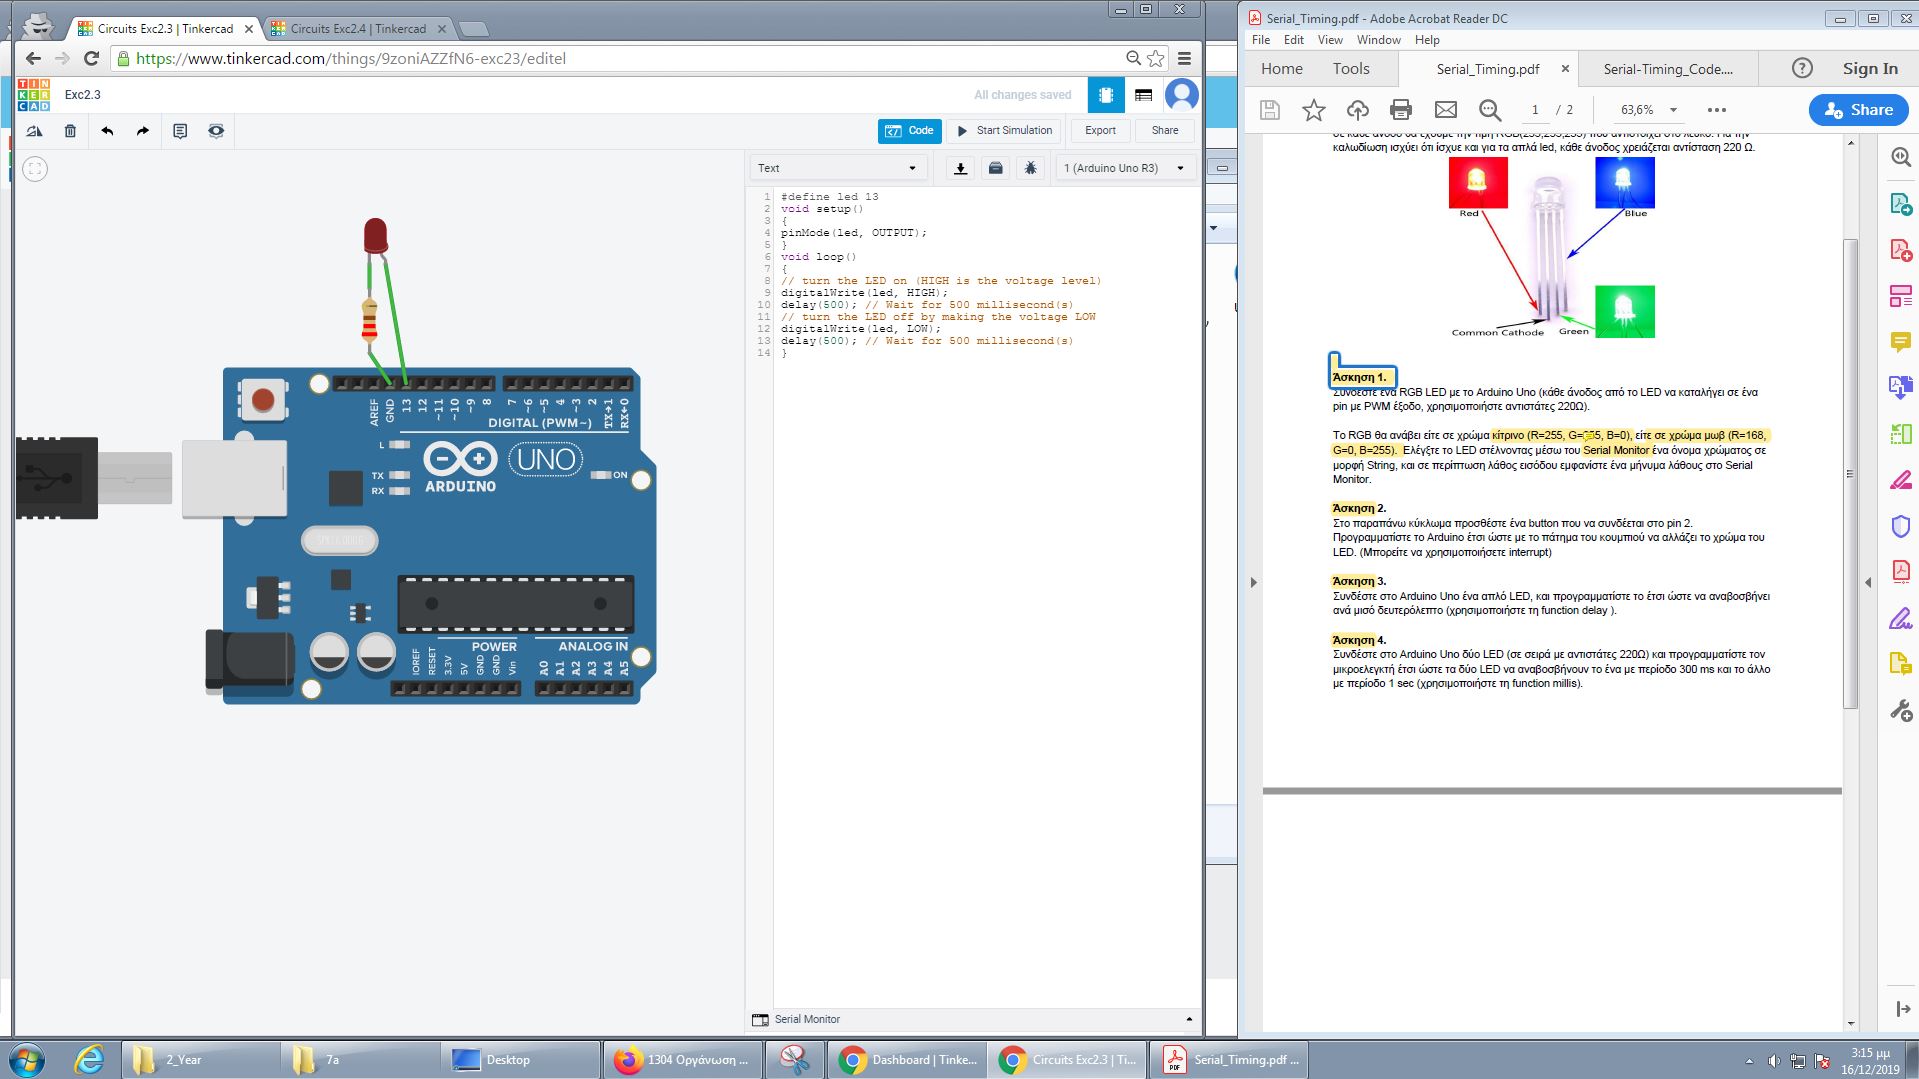 Circuits Exc2.3 | Tinkercad
Circuits Exc2.4 | Tinkercad
https://www.tinkercad.com/things/9zoniAZZfN6-exc23/editel
TIN
KER
CAD
Exc2.3
All changes saved
Code
Start Simulation
Export
Share
Text
1 (Arduino Uno R3)
1 #define led 13
2 void setup()
3 {
4 pinMode(led, OUTPUT);
5 }
6 void loop()
7 {
8 // turn the LED on (HIGH is the voltage level)
9 digitalWrite(led, HIGH);
10 delay(500); // Wait for 500 millisecond(s)
11 // turn the LED off by making the voltage LOW
12 digitalWrite(led, LOW);
13 delay(500); // Wait for 500 millisecond(s)
14 }
AREF
GND
13
12
~11
~10
~9
8
7
~6
~5
4
~3
2
TX→1
RX←0
DIGITAL (PWM~)
L
TX
RX
ARDUINO
UNO
ON
POWER
ANALOG IN
IOREF
RESET
3.3V
5V
GND
GND
Vin
A0
A1
A2
A3
A4
A5
Serial Monitor
Serial_Timing.pdf - Adobe Acrobat Reader DC
File Edit View Window Help
Home
Tools
Serial_Timing.pdf
Serial-Timing_Code....
Sign In
1 / 2
63,6%
Share
καλωδίωση ισχύει ότι ίσχυε και για τα απλά led, κάθε άνοδος χρειάζεται αντίσταση 220 Ω.
Red
Blue
Common Cathode
Green
Άσκηση 1.
Συνδέστε ένα RGB LED με το Arduino Uno (κάθε άνοδος από το LED να καταλήγει σε ένα
pin με PWM έξοδο, χρησιμοποιήστε αντιστάτες 220Ω).
Το RGB θα ανάβει είτε σε χρώμα κίτρινο (R=255, G= B=0), είτε σε χρώμα μωβ (R=168,
G=0, B=255). Ελέγξτε το LED στέλνοντας μέσω του Serial Monitor ένα όνομα χρώματος σε
μορφή String, και σε περίπτωση λάθος εισόδου εμφανίστε ένα μήνυμα λάθους στο Serial
Monitor.
Άσκηση 2.
Στο παραπάνω κύκλωμα προσθέστε ένα button που να συνδέεται στο pin 2.
Προγραμματίστε το Arduino έτσι ώστε με το πάτημα του κουμπιού να αλλάζει το χρώμα του
LED. (Μπορείτε να χρησιμοποιήσετε interrupt)
Άσκηση 3.
Συνδέστε στο Arduino Uno ένα απλό LED, και προγραμματίστε το έτσι ώστε να αναβοσβήνει
ανά μισό δευτερόλεπτο (χρησιμοποιήστε τη function delay ).
Άσκηση 4.
Συνδέστε στο Arduino Uno δύο LED (σε σειρά με αντιστάτες 220Ω) και προγραμματίστε τον
μικροελεγκτή έτσι ώστε τα δύο LED να αναβοσβήνουν το ένα με περίοδο 300 ms και το άλλο
με περίοδο 1 sec (χρησιμοποιήστε τη function millis).
2_Year
7a
Desktop
1304 Οργάνωση ...
Dashboard | Tinke...
Circuits Exc2.3 | Ti...
Serial_Timing.pdf ...
3:15 μμ
16/12/2019